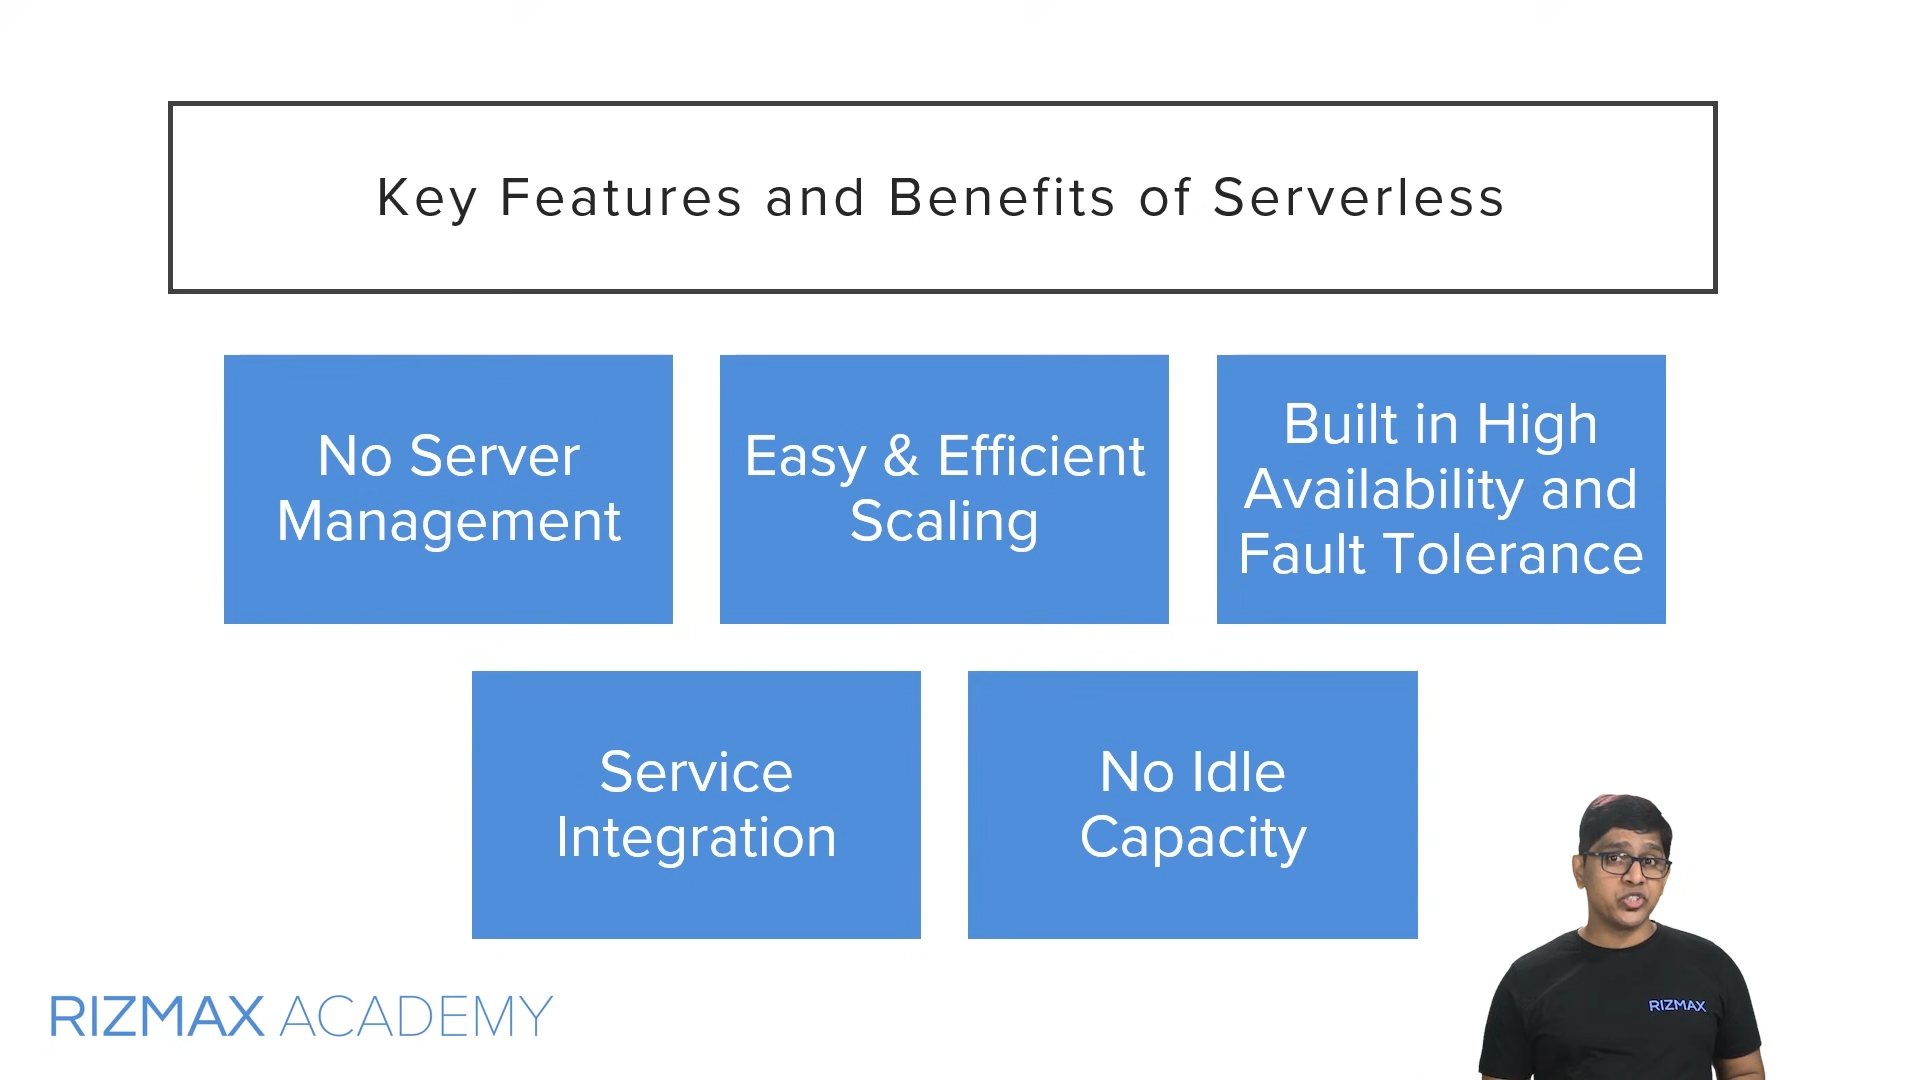 Key Features and Benefits of Serverless
No Server
Management
Easy & Efficient
Scaling
Built in High
Availability and
Fault Tolerance
Service
Integration
No Idle
Capacity
RIZMAX ACADEMY
RIZMAX